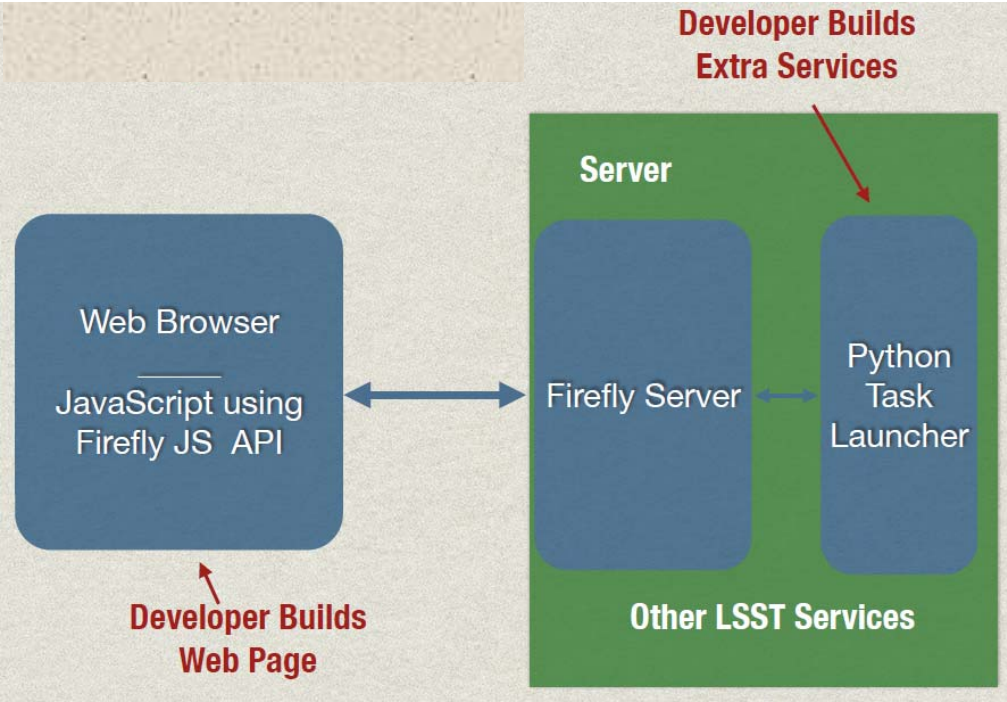 Developer Builds
Extra Services
Server
Web Browser
JavaScript using
Firefly JS API
Firefly Server
Python
Task
Launcher
Developer Builds
Web Page
Other LSST Services